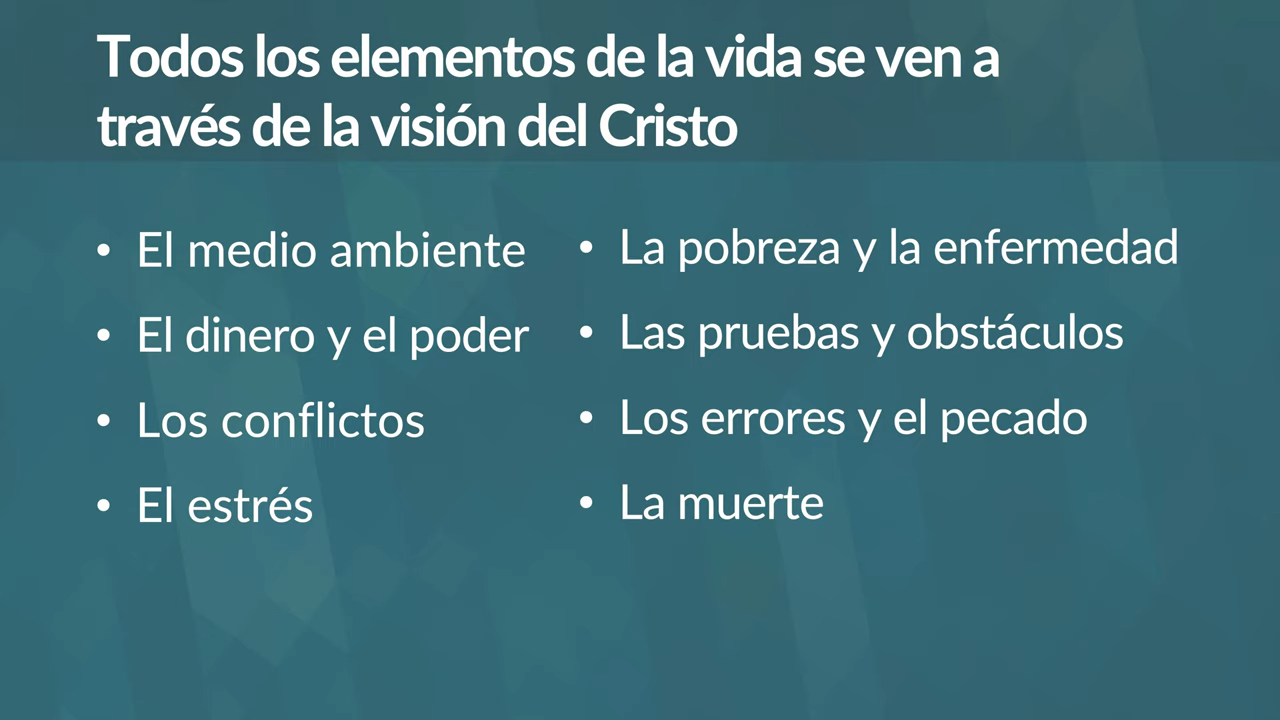 Todos los elementos de la vida se ven a
través de la visión del Cristo
• El medio ambiente
• El dinero y el poder
• Los conflictos
• El estrés
• La pobreza y la enfermedad
• Las pruebas y obstáculos
• Los errores y el pecado
• La muerte